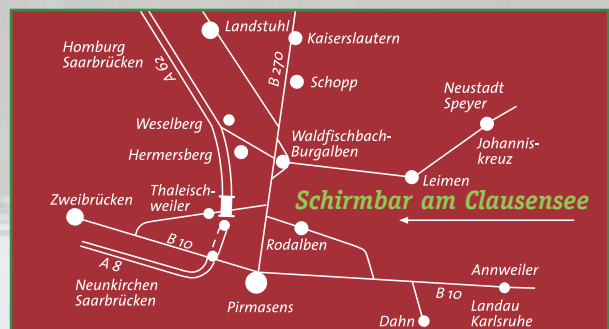 Landstuhl
Kaiserslautern
Homburg
Saarbrücken
A 62
B 270
Schopp
Neustadt
Speyer
Weselberg
Waldfischbach-
Burgalben
Johannis-
kreuz
Hermersberg
Leimen
Thaleisch-
weiler
Zweibrücken
Schirmbar am Clausensee
B 10
Rodalben
A 8
Neunkirchen
Saarbrücken
Annweiler
B 10
Pirmasens
Landau
Karlsruhe
Dahn